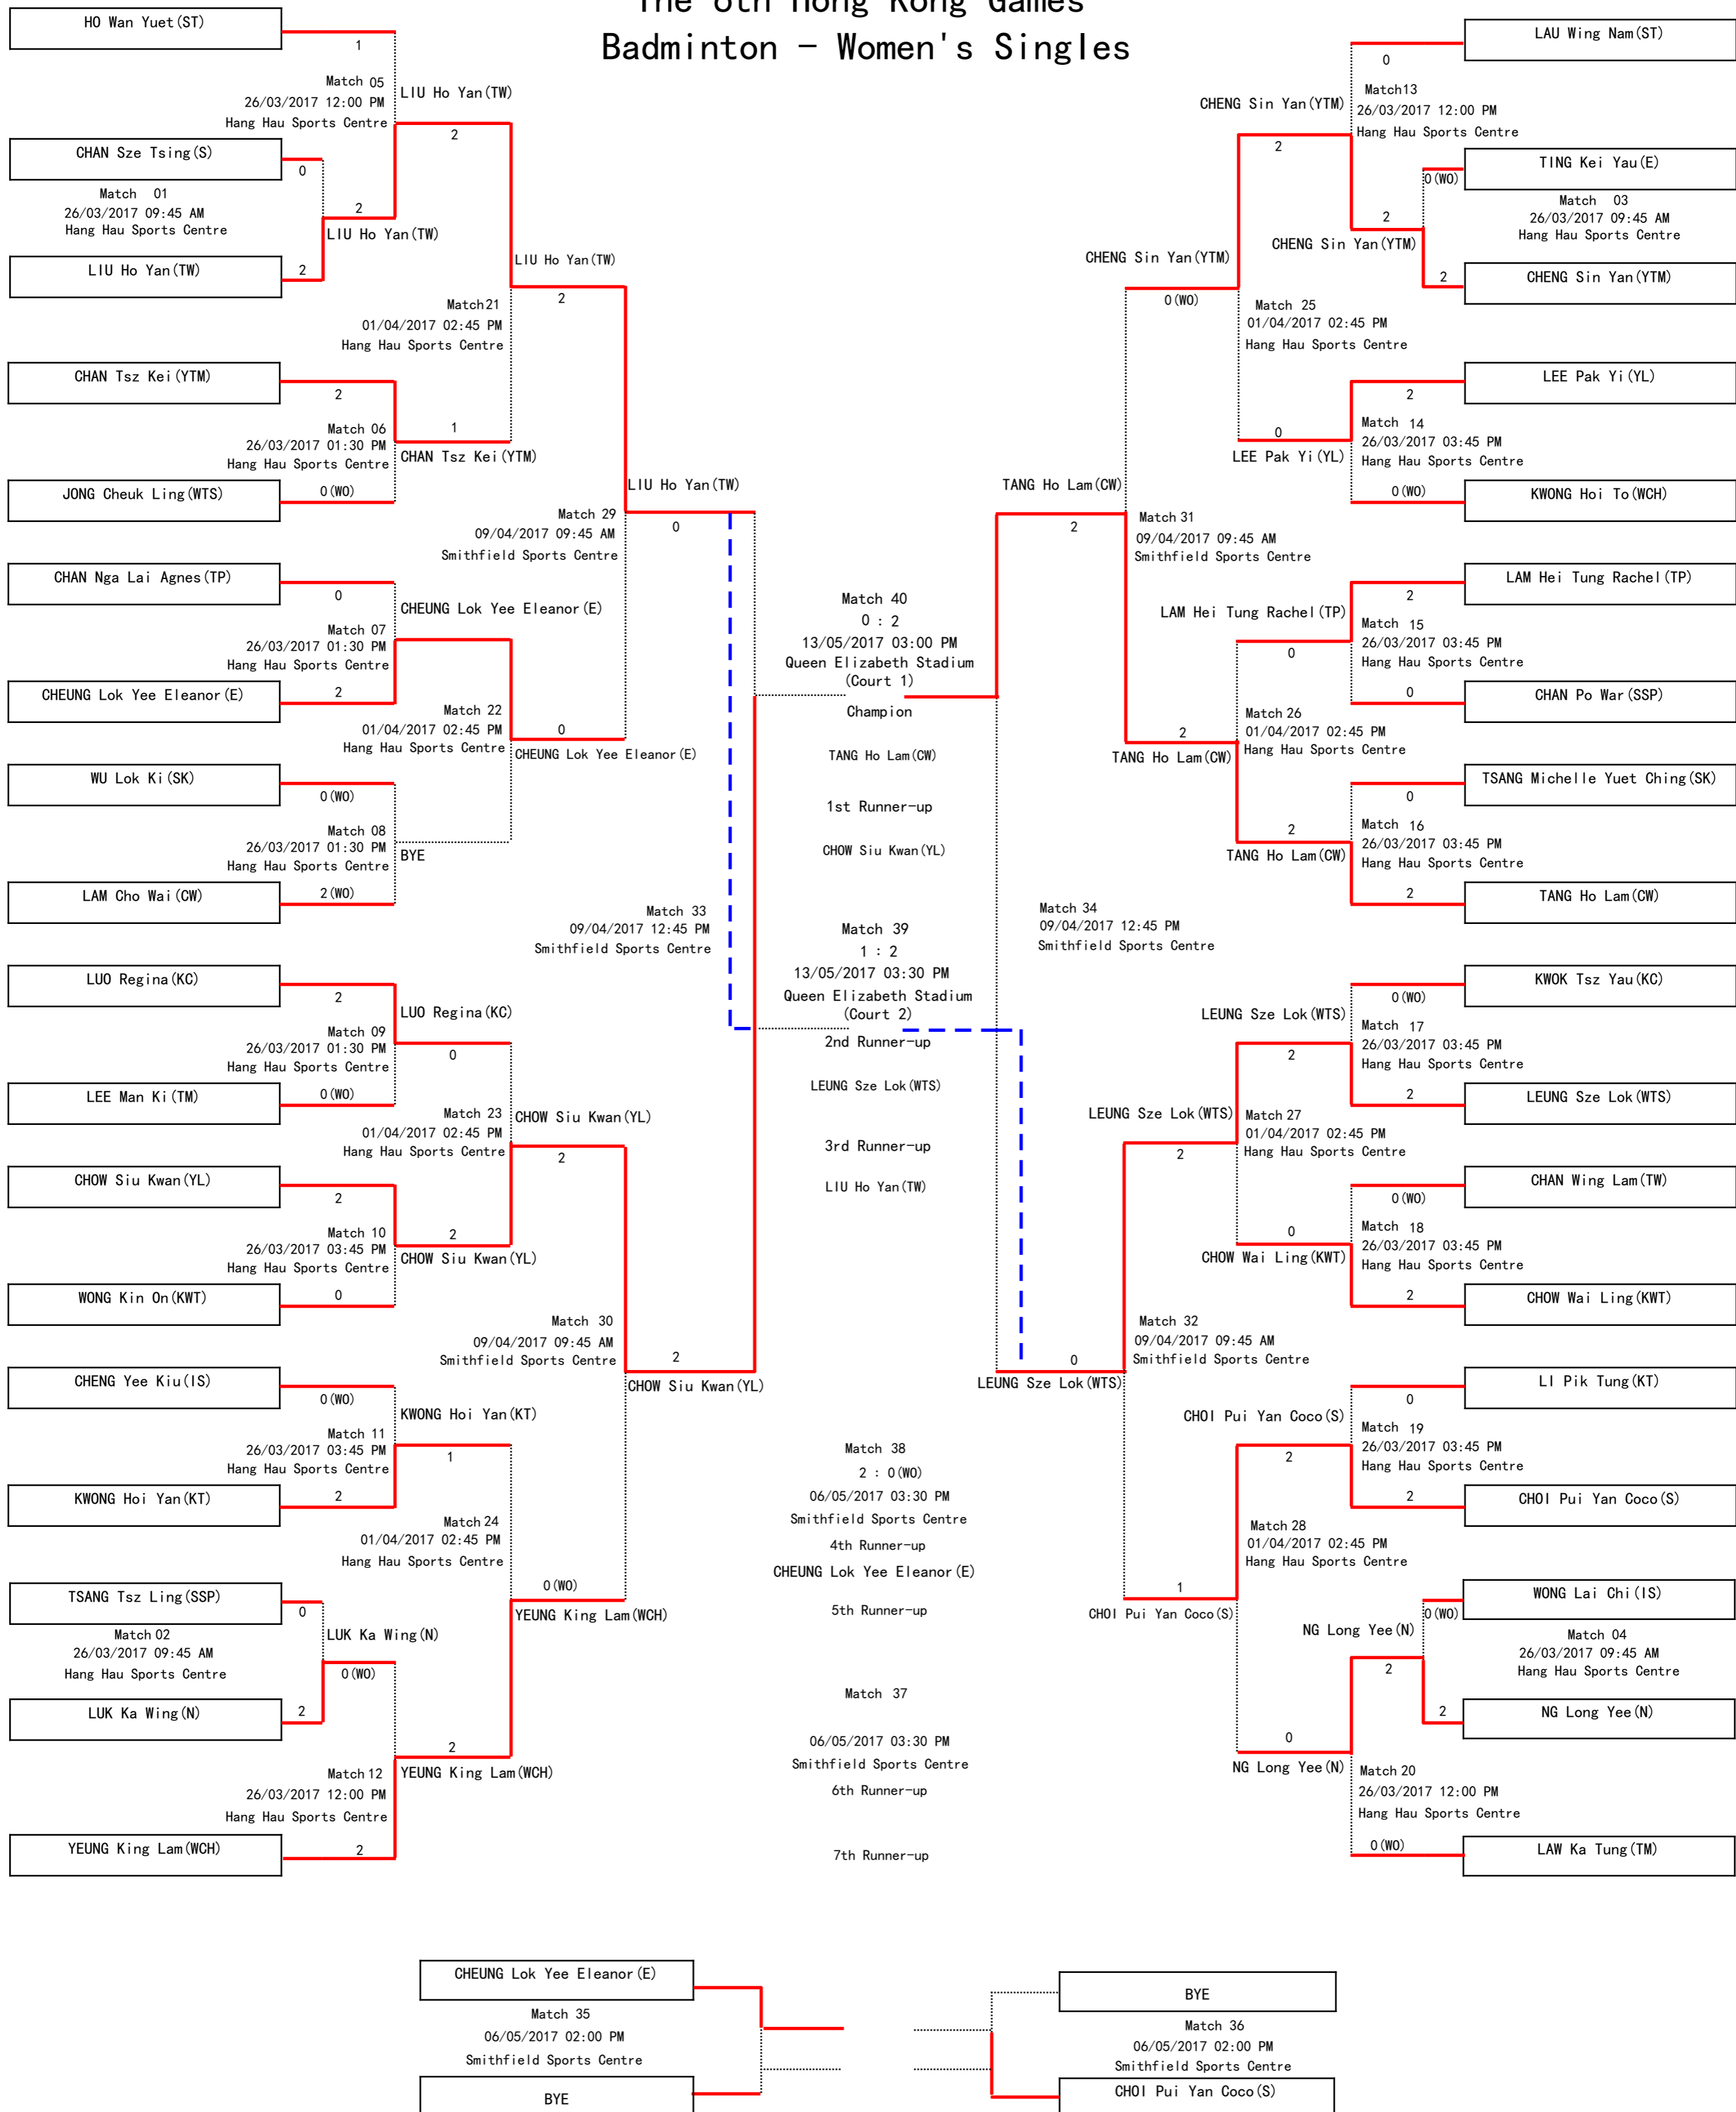 The 6th Hong Kong Games
Badminton - Women's Singles
HO Wan Yuet(ST)
1
Match 05
26/03/2017 12:00 PM
Hang Hau Sports Centre
LIU Ho Yan(TW)
2
CHAN Sze Tsing(S)
0
Match 01
26/03/2017 09:45 AM
Hang Hau Sports Centre
2
LIU Ho Yan(TW)
LIU Ho Yan(TW)
2
LIU Ho Yan(TW)
2
Match 21
01/04/2017 02:45 PM
Hang Hau Sports Centre
CHAN Tsz Kei(YTM)
2
Match 06
26/03/2017 01:30 PM
Hang Hau Sports Centre
1
CHAN Tsz Kei(YTM)
JONG Cheuk Ling(WTS)
0(WO)
LIU Ho Yan(TW)
0
Match 29
09/04/2017 09:45 AM
Smithfield Sports Centre
CHAN Nga Lai Agnes(TP)
0
CHEUNG Lok Yee Eleanor(E)
Match 07
26/03/2017 01:30 PM
Hang Hau Sports Centre
CHEUNG Lok Yee Eleanor(E)
2
Match 22
01/04/2017 02:45 PM
Hang Hau Sports Centre
0
CHEUNG Lok Yee Eleanor(E)
WU Lok Ki(SK)
0(WO)
Match 08
26/03/2017 01:30 PM
Hang Hau Sports Centre
BYE
LAM Cho Wai(CW)
2(WO)
Match 33
09/04/2017 12:45 PM
Smithfield Sports Centre
LUO Regina(KC)
2
LUO Regina(KC)
Match 09
26/03/2017 01:30 PM
Hang Hau Sports Centre
0
LEE Man Ki(TM)
0(WO)
Match 23
01/04/2017 02:45 PM
Hang Hau Sports Centre
CHOW Siu Kwan(YL)
2
CHOW Siu Kwan(YL)
2
Match 10
26/03/2017 03:45 PM
Hang Hau Sports Centre
2
CHOW Siu Kwan(YL)
WONG Kin On(KWT)
0
Match 30
09/04/2017 09:45 AM
Smithfield Sports Centre
2
CHOW Siu Kwan(YL)
CHENG Yee Kiu(IS)
0(WO)
KWONG Hoi Yan(KT)
Match 11
26/03/2017 03:45 PM
Hang Hau Sports Centre
1
KWONG Hoi Yan(KT)
2
Match 24
01/04/2017 02:45 PM
Hang Hau Sports Centre
0(WO)
YEUNG King Lam(WCH)
TSANG Tsz Ling(SSP)
0
Match 02
26/03/2017 09:45 AM
Hang Hau Sports Centre
LUK Ka Wing(N)
0(WO)
LUK Ka Wing(N)
2
2
YEUNG King Lam(WCH)
Match 12
26/03/2017 12:00 PM
Hang Hau Sports Centre
YEUNG King Lam(WCH)
2
Match 40
0 : 2
13/05/2017 03:00 PM
Queen Elizabeth Stadium
(Court 1)
Champion
TANG Ho Lam(CW)
1st Runner-up
CHOW Siu Kwan(YL)
Match 39
1 : 2
13/05/2017 03:30 PM
Queen Elizabeth Stadium
(Court 2)
2nd Runner-up
LEUNG Sze Lok(WTS)
3rd Runner-up
LIU Ho Yan(TW)
Match 38
2 : 0(WO)
06/05/2017 03:30 PM
Smithfield Sports Centre
4th Runner-up
CHEUNG Lok Yee Eleanor(E)
5th Runner-up
Match 37
06/05/2017 03:30 PM
Smithfield Sports Centre
6th Runner-up
7th Runner-up
LAU Wing Nam(ST)
0
Match13
26/03/2017 12:00 PM
Hang Hau Sports Centre
CHENG Sin Yan(YTM)
2
TING Kei Yau(E)
0(WO)
Match 03
26/03/2017 09:45 AM
Hang Hau Sports Centre
2
CHENG Sin Yan(YTM)
CHENG Sin Yan(YTM)
2
CHENG Sin Yan(YTM)
0(WO)
Match 25
01/04/2017 02:45 PM
Hang Hau Sports Centre
LEE Pak Yi(YL)
2
Match 14
26/03/2017 03:45 PM
Hang Hau Sports Centre
0
LEE Pak Yi(YL)
KWONG Hoi To(WCH)
0(WO)
TANG Ho Lam(CW)
2
Match 31
09/04/2017 09:45 AM
Smithfield Sports Centre
LAM Hei Tung Rachel(TP)
2
LAM Hei Tung Rachel(TP)
0
Match 15
26/03/2017 03:45 PM
Hang Hau Sports Centre
CHAN Po War(SSP)
0
Match 26
01/04/2017 02:45 PM
Hang Hau Sports Centre
2
TANG Ho Lam(CW)
TSANG Michelle Yuet Ching(SK)
0
Match 16
26/03/2017 03:45 PM
Hang Hau Sports Centre
2
TANG Ho Lam(CW)
TANG Ho Lam(CW)
2
Match 34
09/04/2017 12:45 PM
Smithfield Sports Centre
KWOK Tsz Yau(KC)
0(WO)
LEUNG Sze Lok(WTS)
2
Match 17
26/03/2017 03:45 PM
Hang Hau Sports Centre
LEUNG Sze Lok(WTS)
2
LEUNG Sze Lok(WTS)
2
Match 27
01/04/2017 02:45 PM
Hang Hau Sports Centre
CHAN Wing Lam(TW)
0(WO)
Match 18
26/03/2017 03:45 PM
Hang Hau Sports Centre
0
CHOW Wai Ling(KWT)
CHOW Wai Ling(KWT)
2
Match 32
09/04/2017 09:45 AM
Smithfield Sports Centre
0
LEUNG Sze Lok(WTS)
LI Pik Tung(KT)
0
CHOI Pui Yan Coco(S)
2
Match 19
26/03/2017 03:45 PM
Hang Hau Sports Centre
CHOI Pui Yan Coco(S)
2
Match 28
01/04/2017 02:45 PM
Hang Hau Sports Centre
1
CHOI Pui Yan Coco(S)
WONG Lai Chi(IS)
0(WO)
Match 04
26/03/2017 09:45 AM
Hang Hau Sports Centre
NG Long Yee(N)
2
NG Long Yee(N)
2
0
NG Long Yee(N)
Match 20
26/03/2017 12:00 PM
Hang Hau Sports Centre
LAW Ka Tung(TM)
0(WO)
CHEUNG Lok Yee Eleanor(E)
Match 35
06/05/2017 02:00 PM
Smithfield Sports Centre
BYE
BYE
Match 36
06/05/2017 02:00 PM
Smithfield Sports Centre
CHOI Pui Yan Coco(S)